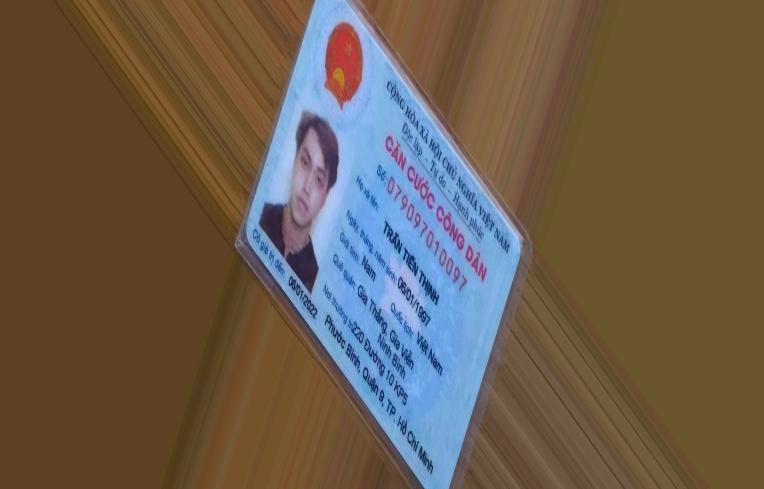 CỘNG HÒA XÃ HỘI CHỦ NGHĨA VIỆT NAM
Độc lập - Tự do - Hạnh phúc
CĂN CƯỚC CÔNG DÂN
Số: 079097010097
Họ và tên:
TRẦN TIẾN THỊNH
Ngày, tháng, năm sinh: 06/01/1997
Giới tính: Nam Quốc tịch: Việt Nam
Quê quán: Gia Thắng, Gia Viễn
Ninh Bình
Nơi thường trú: 220 Đường 10 KP5
Phước Bình, Quận 9, TP. Hồ Chí Minh
Có giá trị đến: 06/01/2022